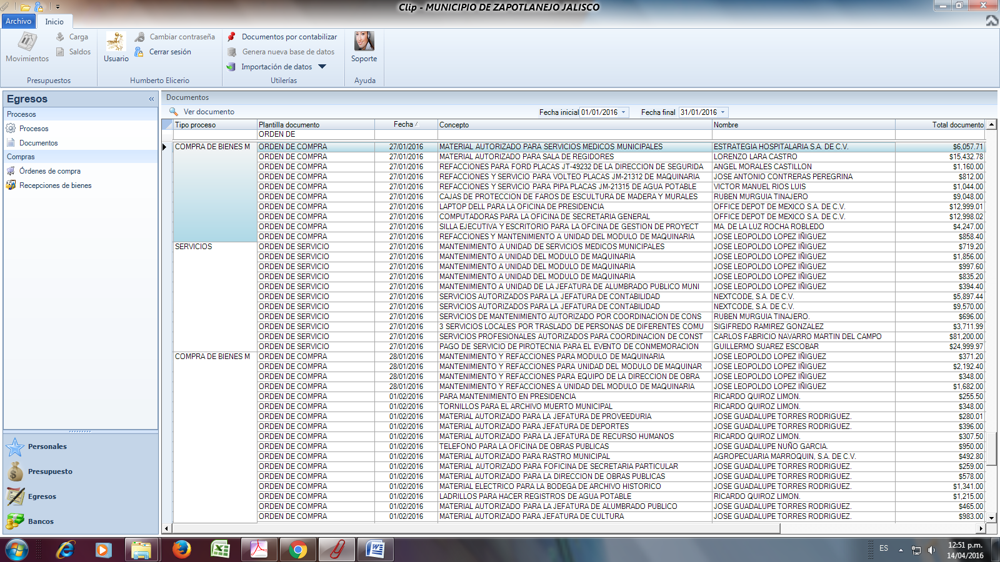 Clip - MUNICIPIO DE ZAPOTLANEJO JALISCO
Archivo Inicio
Movimientos Carga Saldos
Presupuestos
Usuario Cambiar contraseña Cerrar sesión
Humberto Elicerio
Documentos por contabilizar
Genera nueva base de datos
Importación de datos
Utilerías
Soporte
Ayuda
Egresos «
Procesos
Procesos
Documentos
Compras
Órdenes de compra
Recepciones de bienes
Personales
Presupuesto
Egresos
Bancos
Documentos
Ver documento Fecha inicial 01/01/2016 Fecha final 31/01/2016
Tipo proceso Plantilla documento Fecha / Concepto Nombre Total documento
ORDEN DE
COMPRA DE BIENES M ORDEN DE COMPRA 27/01/2016 MATERIAL AUTORIZADO PARA SERVICIOS MEDICOS MUNICIPALES ESTRATEGIA HOSPITALARIA S.A. DE C.V. $6,057.71
ORDEN DE COMPRA 27/01/2016 MATERIAL AUTORIZADO PARA SALA DE REGIDORES LORENZO LARA CASTRO $15,432.78
ORDEN DE COMPRA 27/01/2016 REFACCIONES PARA FORD PLACAS JT-49232 DE LA DIRECCION DE SEGURIDA ANGEL MORALES CASTILLON $1,160.00
ORDEN DE COMPRA 27/01/2016 REFACCIONES Y SERVICIO PARA VOLTEO PLACAS JM-21312 DE MAQUINARIA JOSE ANTONIO CONTRERAS PEREGRINA $812.00
ORDEN DE COMPRA 27/01/2016 REFACCIONES Y SERVICIO PARA PIPA PLACAS JM-21315 DE AGUA POTABLE VICTOR MANUEL RIOS LUIS $1,044.00
ORDEN DE COMPRA 27/01/2016 CAJAS DE PROTECCION DE FAROS DE ESCULTURA DE MADERA Y MURALES RUBEN MURGUIA TINAJERO $9,048.00
ORDEN DE COMPRA 27/01/2016 LAPTOP DELL PARA LA OFICINA DE PRESIDENCIA OFFICE DEPOT DE MEXICO S.A. DE C.V. $12,999.01
ORDEN DE COMPRA 27/01/2016 COMPUTADORAS PARA LA OFICINA DE SECRETARIA GENERAL OFFICE DEPOT DE MEXICO S.A. DE C.V. $12,998.02
ORDEN DE COMPRA 27/01/2016 SILLA EJECUTIVA Y ESCRITORIO PARA LA OFCINA DE GESTION DE PROYECT MA. DE LA LUZ ROCHA ROBLEDO $4,247.00
ORDEN DE COMPRA 27/01/2016 REFACCIONES Y MANTENIMIENTO A UNIDAD DEL MODULO DE MAQUINARIA JOSE LEOPOLDO LOPEZ IÑIGUEZ $858.40
SERVICIOS ORDEN DE SERVICIO 27/01/2016 MANTENIMIENTO A UNIDAD DE SERVICIOS MEDICOS MUNICIPALES JOSE LEOPOLDO LOPEZ IÑIGUEZ $719.20
ORDEN DE SERVICIO 27/01/2016 MANTENIMIENTO A UNIDAD DEL MODULO DE MAQUINARIA JOSE LEOPOLDO LOPEZ IÑIGUEZ $1,856.00
ORDEN DE SERVICIO 27/01/2016 MANTENIMIENTO A UNIDAD DEL MODULO DE MAQUINARIA JOSE LEOPOLDO LOPEZ IÑIGUEZ $997.60
ORDEN DE SERVICIO 27/01/2016 MANTENIMIENTO A UNIDAD DEL MODULO DE MAQUINARIA JOSE LEOPOLDO LOPEZ IÑIGUEZ $835.20
ORDEN DE SERVICIO 27/01/2016 MANTENIMIENTO A UNIDAD DE LA JEFATURA DE ALUMBRADO PUBLICO MUNI JOSE LEOPOLDO LOPEZ IÑIGUEZ $394.40
ORDEN DE SERVICIO 27/01/2016 SERVICIOS AUTORIZADOS PARA LA JEFATURA DE CONTABILIDAD NEXTCODE, S.A. DE C.V. $5,897.44
ORDEN DE SERVICIO 27/01/2016 SERVICIOS AUTORIZADOS PARA LA JEFATURA DE CONTABILIDAD NEXTCODE, S.A. DE C.V. $9,570.00
ORDEN DE SERVICIO 27/01/2016 SERVICIOS DE MANTENIMIENTO AUTORIZADO POR COORDINACION DE CONS RUBEN MURGUIA TINAJERO. $696.00
ORDEN DE SERVICIO 27/01/2016 3 SERVICIOS LOCALES POR TRASLADO DE PERSONAS DE DIFERENTES COMU SIGIFREDO RAMIREZ GONZALEZ $3,711.99
ORDEN DE SERVICIO 27/01/2016 SERVICIOS PROFESIONALES AUTORIZADOS PARA COORDINACION DE CONST CARLOS FABRICIO NAVARRO MARTIN DEL CAMPO $81,200.00
ORDEN DE SERVICIO 27/01/2016 PAGO DE SERVICIO DE PIROTECNIA PARA EL EVENTO DE CONMEMORACION GUILLERMO SUAREZ ESCOBAR $24,999.97
COMPRA DE BIENES M ORDEN DE COMPRA 28/01/2016 MANTENIMIENTO Y REFACCIONES PARA MODULO DE MAQUINARIA JOSE LEOPOLDO LOPEZ IÑIGUEZ $371.20
ORDEN DE COMPRA 28/01/2016 MANTENIMIENTO Y REFACCIONES PARA UNIDAD DEL MODULO DE MAQUINAR JOSE LEOPOLDO LOPEZ IÑIGUEZ $2,192.40
ORDEN DE COMPRA 28/01/2016 MANTENIMIENTO Y REFACCIONES PARA EQUIPO DE LA DIRECCION DE OBRA JOSE LEOPOLDO LOPEZ IÑIGUEZ $348.00
ORDEN DE COMPRA 28/01/2016 MANTENIMIENTO Y REFACCIONES A UNIDAD DEL MODULO DE MAQUINARIA JOSE LEOPOLDO LOPEZ IÑIGUEZ $1,682.00
ORDEN DE COMPRA 01/02/2016 PARA MANTENIMIENTO EN PRESIDENCIA RICARDO QUIROZ LIMON. $255.50
ORDEN DE COMPRA 01/02/2016 TORNILLOS PARA EL ARCHIVO MUERTO MUNICIPAL RICARDO QUIROZ LIMON. $348.00
ORDEN DE COMPRA 01/02/2016 MATERIAL AUTORIZADO PARA LA JEFATURA DE PROVEEDURIA JOSE GUADALUPE TORRES RODRIGUEZ. $280.01
ORDEN DE COMPRA 01/02/2016 MATERIAL AUTORIZADO PARA JEFATURA DE DEPORTES JOSE GUADALUPE TORRES RODRIGUEZ. $396.00
ORDEN DE COMPRA 01/02/2016 MATERIAL AUTORIZADO PARA LA JEFATURA DE RECURSO HUMANOS RICARDO QUIROZ LIMON. $307.50
ORDEN DE COMPRA 01/02/2016 TELEFONO PARA LA OFICINA DE OBRAS PUBLICAS JOSE GUADALUPE NUÑO GARCIA. $950.00
ORDEN DE COMPRA 01/02/2016 MATERIAL AUTORIZADO PARA RASTRO MUNICIPAL AGROPECUARIA MARROQUIN, S.A. DE C.V. $492.80
ORDEN DE COMPRA 01/02/2016 MATERIAL AUTORIZADO PARA FOFICINA DE SECRETARIA PARTICULAR JOSE GUADALUPE TORRES RODRIGUEZ. $259.00
ORDEN DE COMPRA 01/02/2016 MATERIAL AUTORIZADO PARA LA DIRECCION DE OBRAS PUBLICAS JOSE GUADALUPE TORRES RODRIGUEZ. $578.00
ORDEN DE COMPRA 01/02/2016 MATERIAL ELECTRICO PARA LA BODEGA DE ARCHIVO HISTORICO JOSE GUADALUPE TORRES RODRIGUEZ. $1,341.00
ORDEN DE COMPRA 01/02/2016 LADRILLOS PARA HACER REGISTROS DE AGUA POTABLE RICARDO QUIROZ LIMON. $1,215.00
ORDEN DE COMPRA 01/02/2016 MATERIAL AUTORIZADO PARA LA JEFATURA DE ALUMBRADO PUBLICO JOSE GUADALUPE TORRES RODRIGUEZ. $465.00
ORDEN DE COMPRA 01/02/2016 MATERIAL AUTORIZADO PARA JEFATURA DE CULTURA JOSE GUADALUPE TORRES RODRIGUEZ. $983.00
ES 12:51 p.m.
14/04/2016